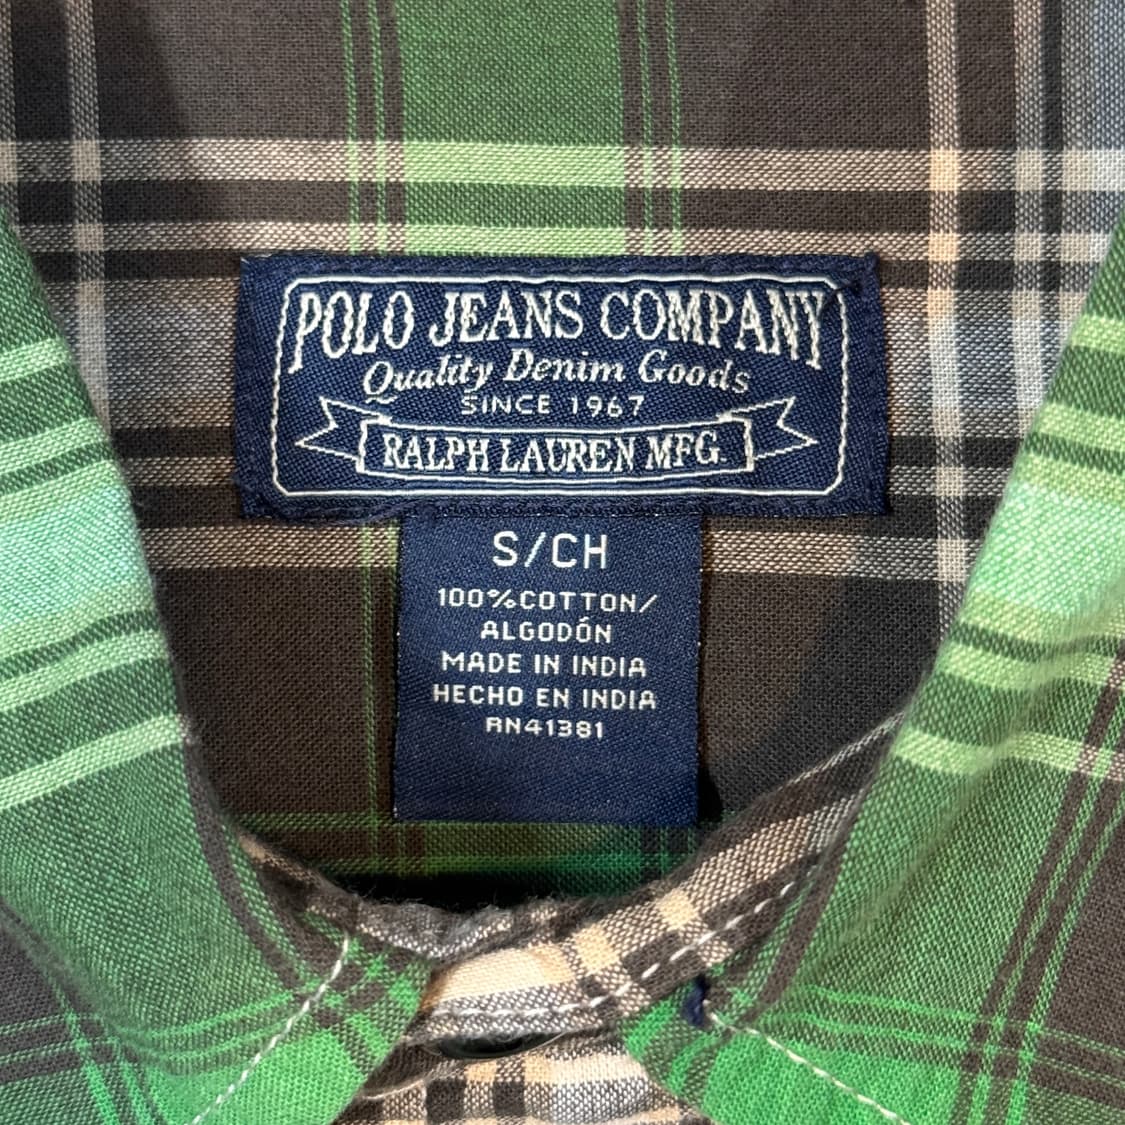 POLO JEANS COMPANY
Quality Denim Goods
SINCE 1967
RALPH LAUREN MFG.
S/CH
100%COTTON/
ALGODÓN
MADE IN INDIA
HECHO EN INDIA
RN41381